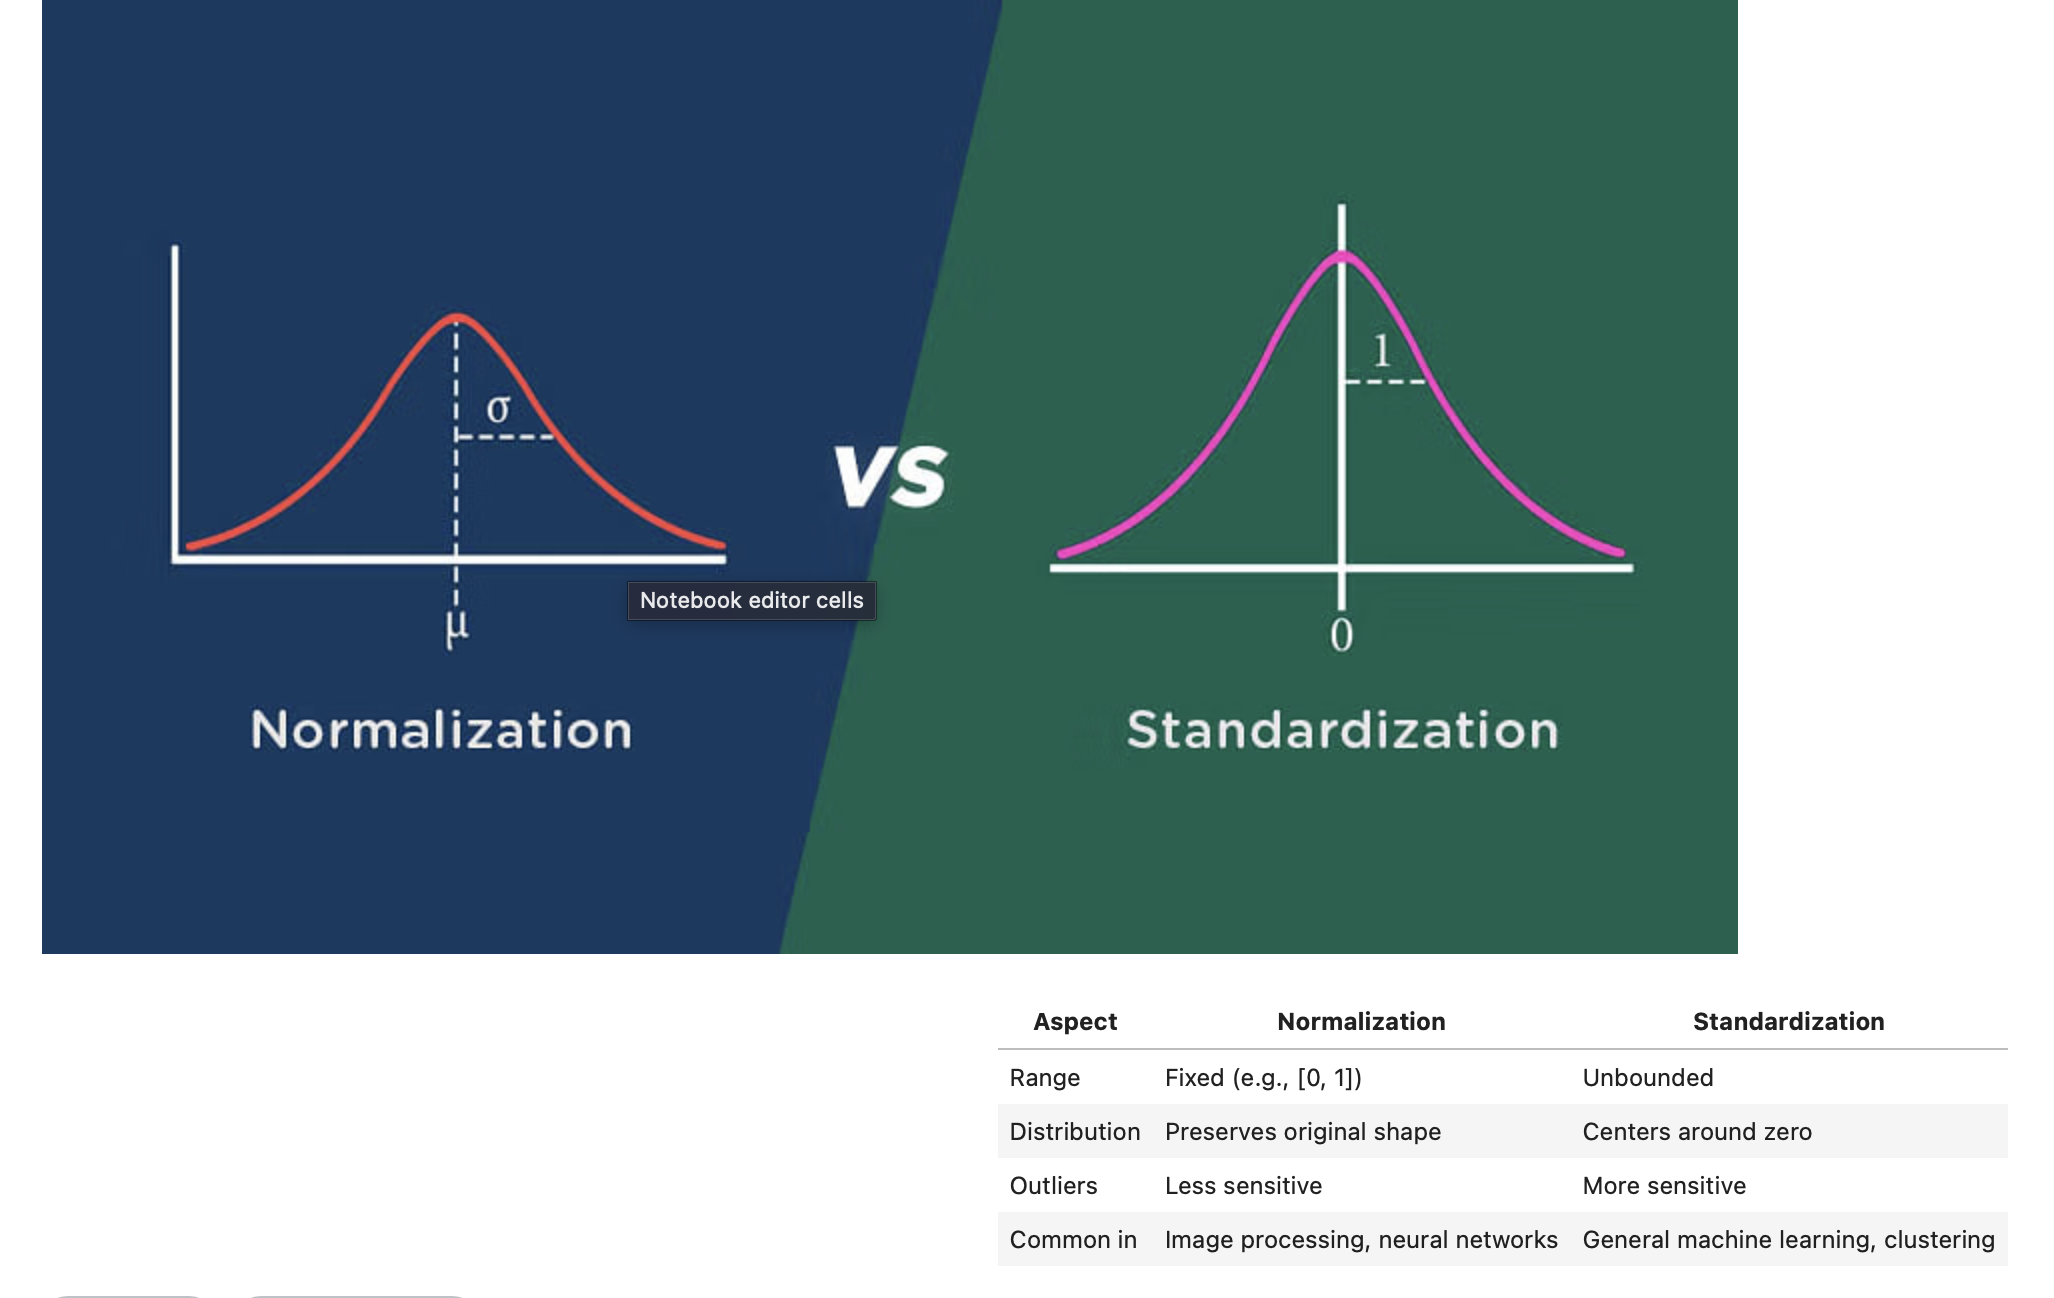 1
σ
VS
Notebook editor cells
μ
0
Normalization
Standardization
Aspect Normalization Standardization
Range Fixed (e.g., [0, 1]) Unbounded
Distribution Preserves original shape Centers around zero
Outliers Less sensitive More sensitive
Common in Image processing, neural networks General machine learning, clustering